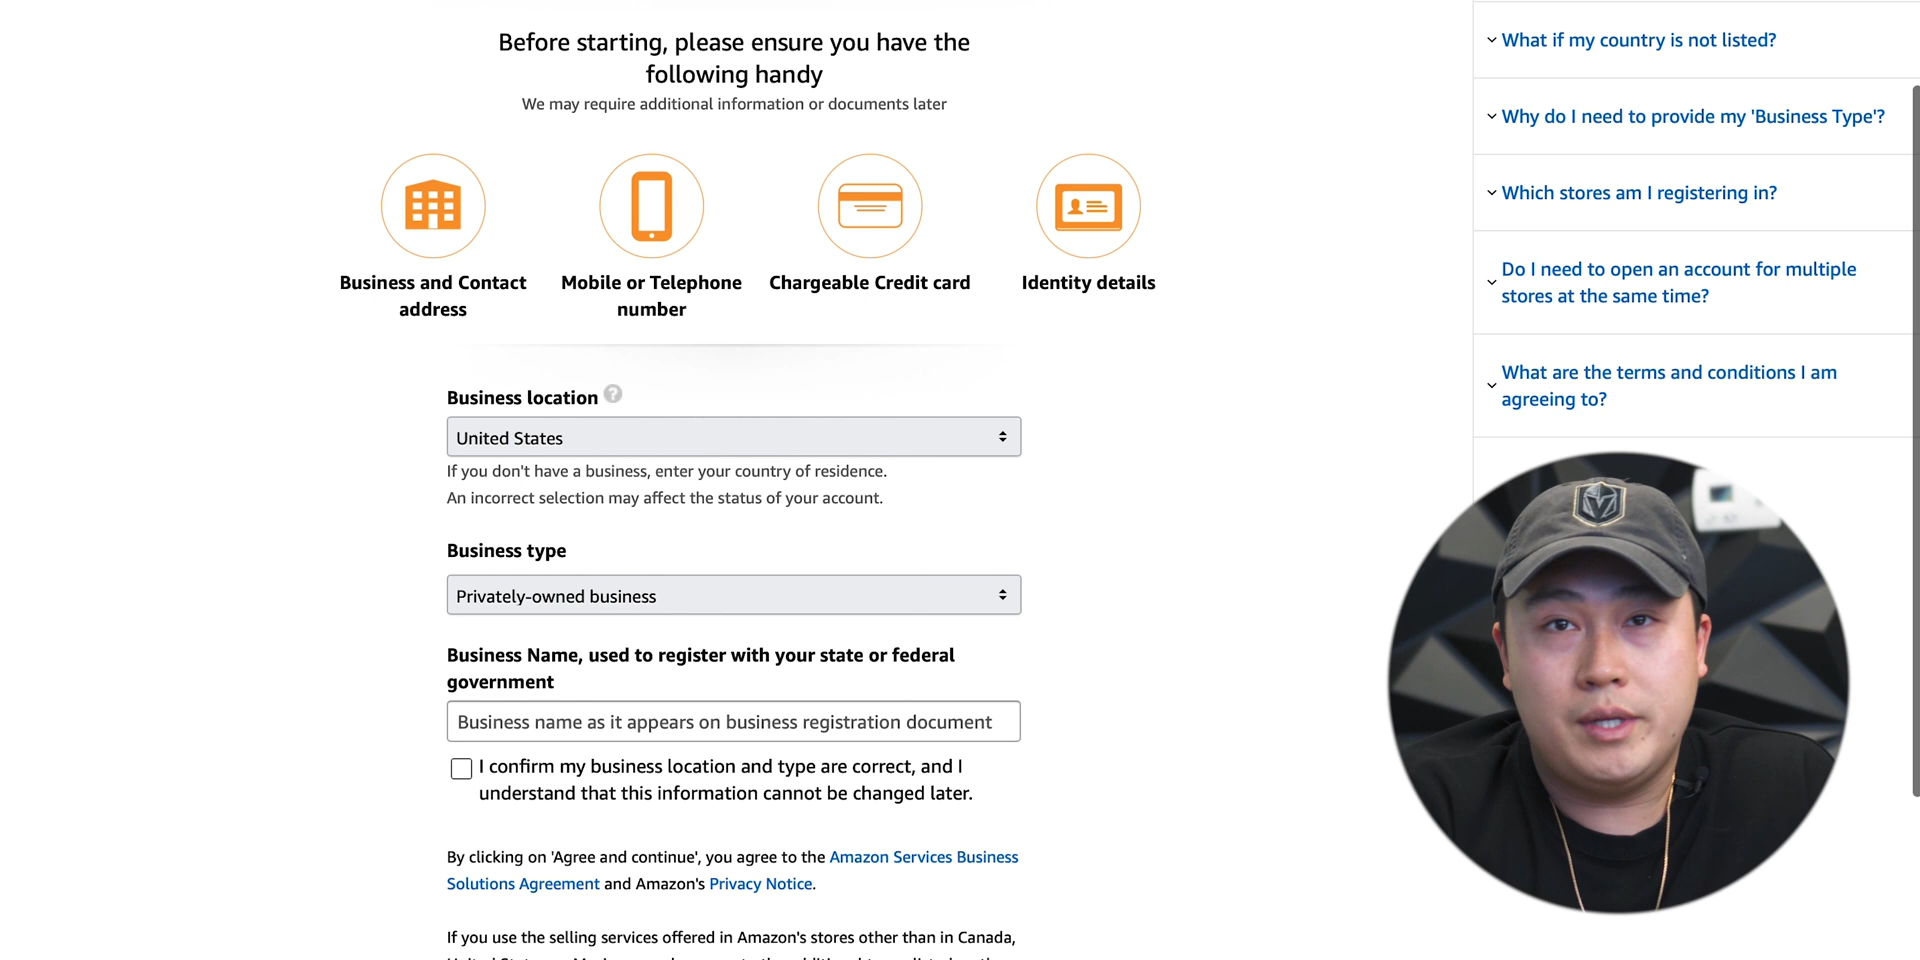 Before starting, please ensure you have the
following handy
We may require additional information or documents later
Business and Contact
address
Mobile or Telephone
number
Chargeable Credit card
Identity details
Business location
?
United States
If you don't have a business, enter your country of residence.
An incorrect selection may affect the status of your account.
Business type
Privately-owned business
Business Name, used to register with your state or federal
government
Business name as it appears on business registration document
I confirm my business location and type are correct, and I
understand that this information cannot be changed later.
By clicking on 'Agree and continue', you agree to the Amazon Services Business
Solutions Agreement and Amazon's Privacy Notice.
If you use the selling services offered in Amazon's stores other than in Canada,
What if my country is not listed?
Why do I need to provide my 'Business Type'?
Which stores am I registering in?
Do I need to open an account for multiple
stores at the same time?
What are the terms and conditions I am
agreeing to?